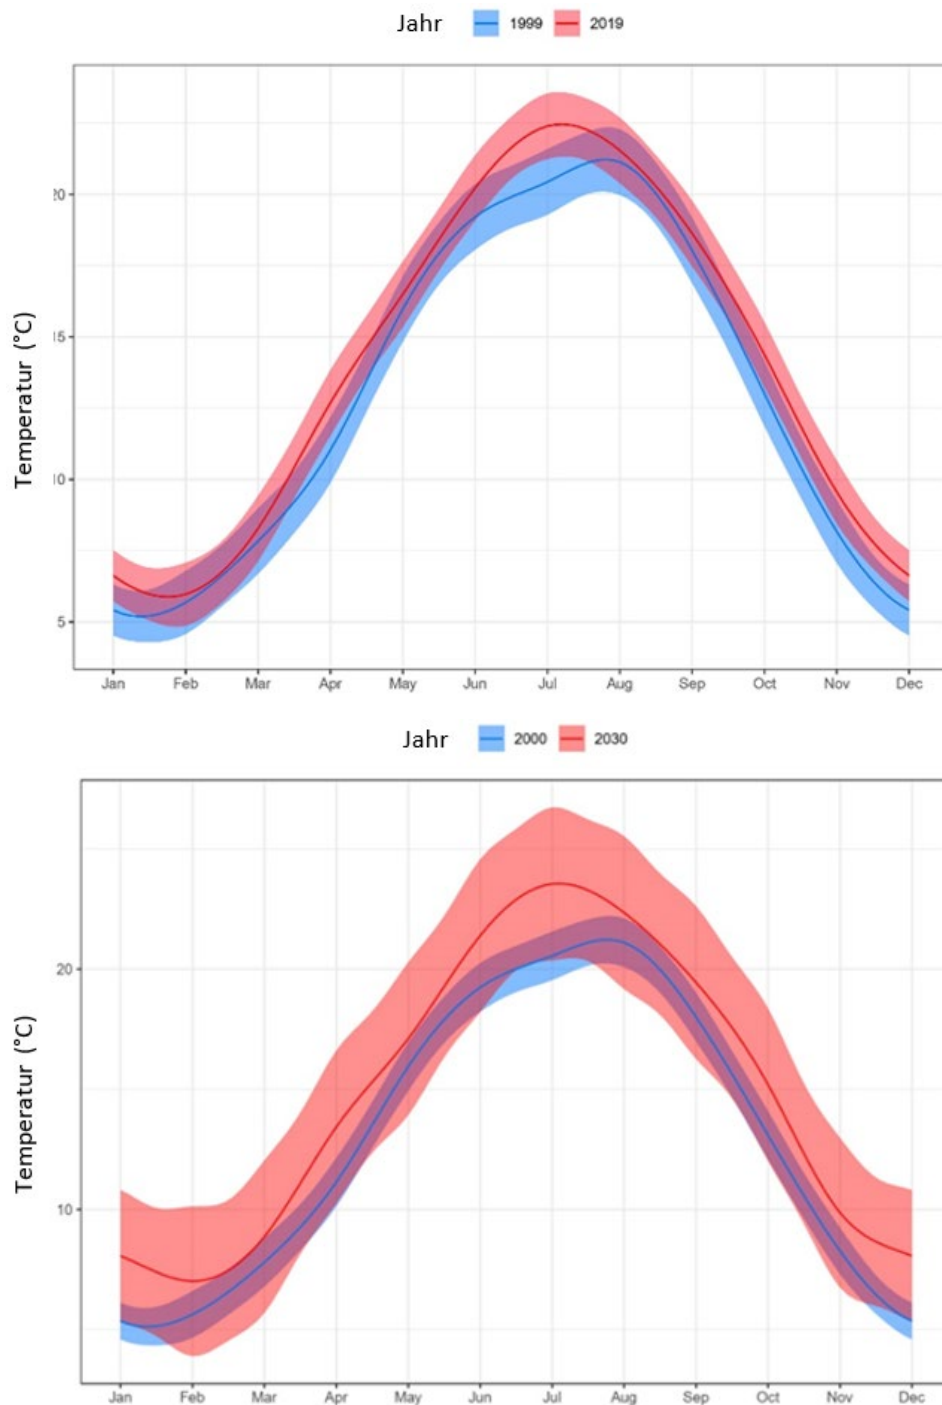 Jahr 1999 2019
Temperatur (°C)
20
15
10
5
Jan Feb Mar Apr May Jun Jul Aug Sep Oct Nov Dec
Jahr 2000 2030
Temperatur (°C)
20
10
Jan Feb Mar Apr May Jun Jul Aug Sep Oct Nov Dec